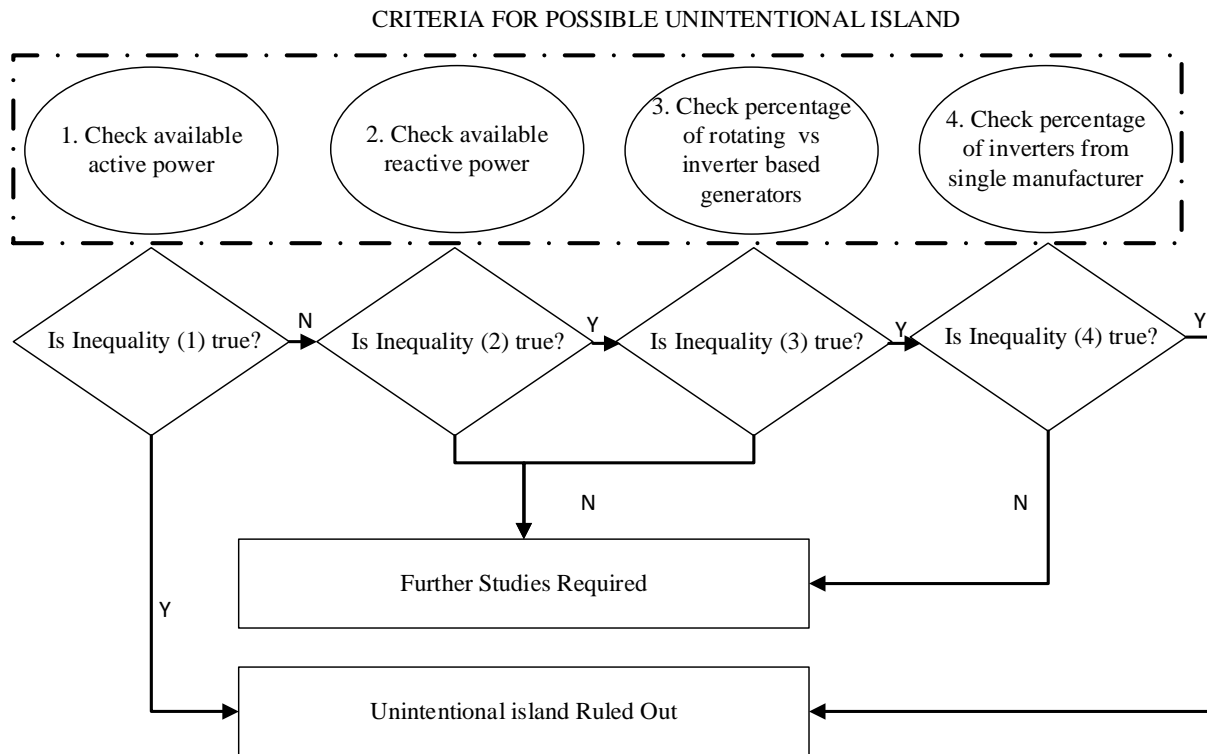 CRITERIA FOR POSSIBLE UNINTENTIONAL ISLAND
1. Check available
active power
2. Check available
reactive power
3. Check percentage
of rotating vs
inverter based
generators
4. Check percentage
of inverters from
single manufacturer
Is Inequality (1) true?
N
Is Inequality (2) true?
Y
Is Inequality (3) true?
Y
Is Inequality (4) true?
Y
N
N
Further Studies Required
Y
Unintentional island Ruled Out